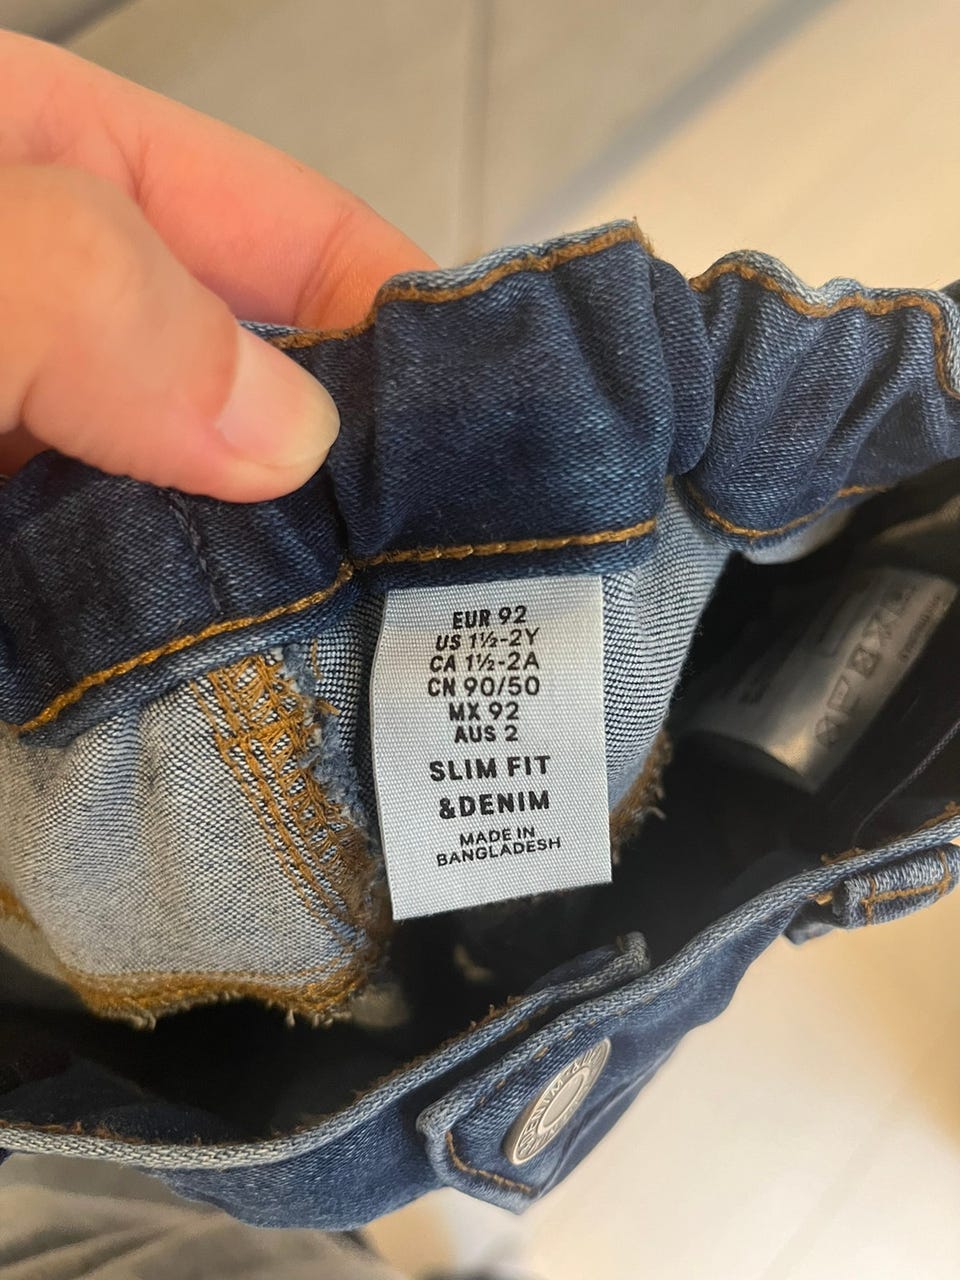 EUR 92
US 1½-2Y
CA 1½-2A
CN 90/50
MX 92
AUS 2
SLIM FIT
&DENIM
MADE IN
BANGLADESH